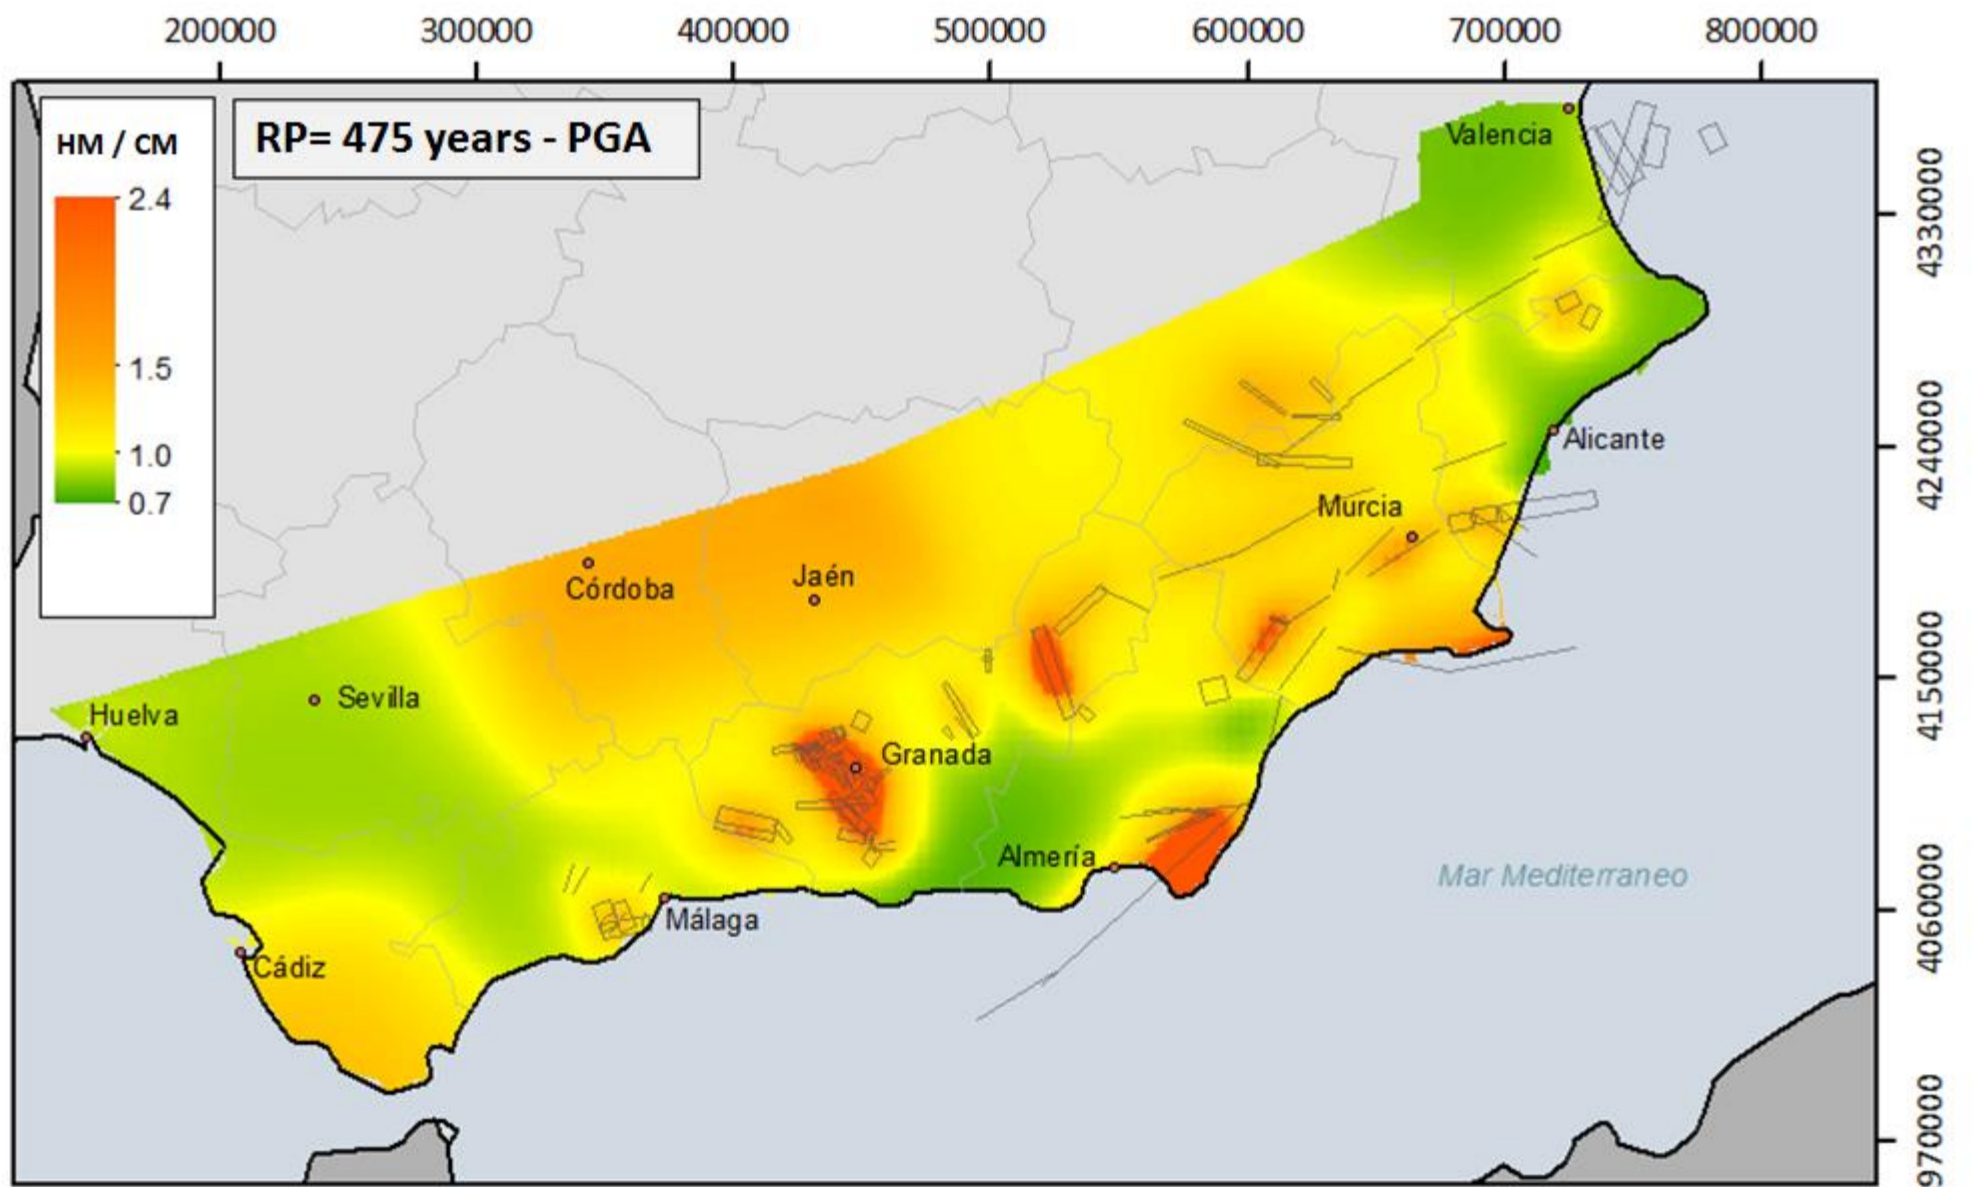 200000 300000 400000 500000 600000 700000 800000
HM / CM
RP= 475 years - PGA
2.4
1.5
1.0
0.7
Valencia
4330000
Alicante
4240000
Murcia
Córdoba
Jaén
Sevilla
Huelva
4150000
Granada
Almería
Mar Mediterraneo
4060000
Málaga
Cádiz
970000